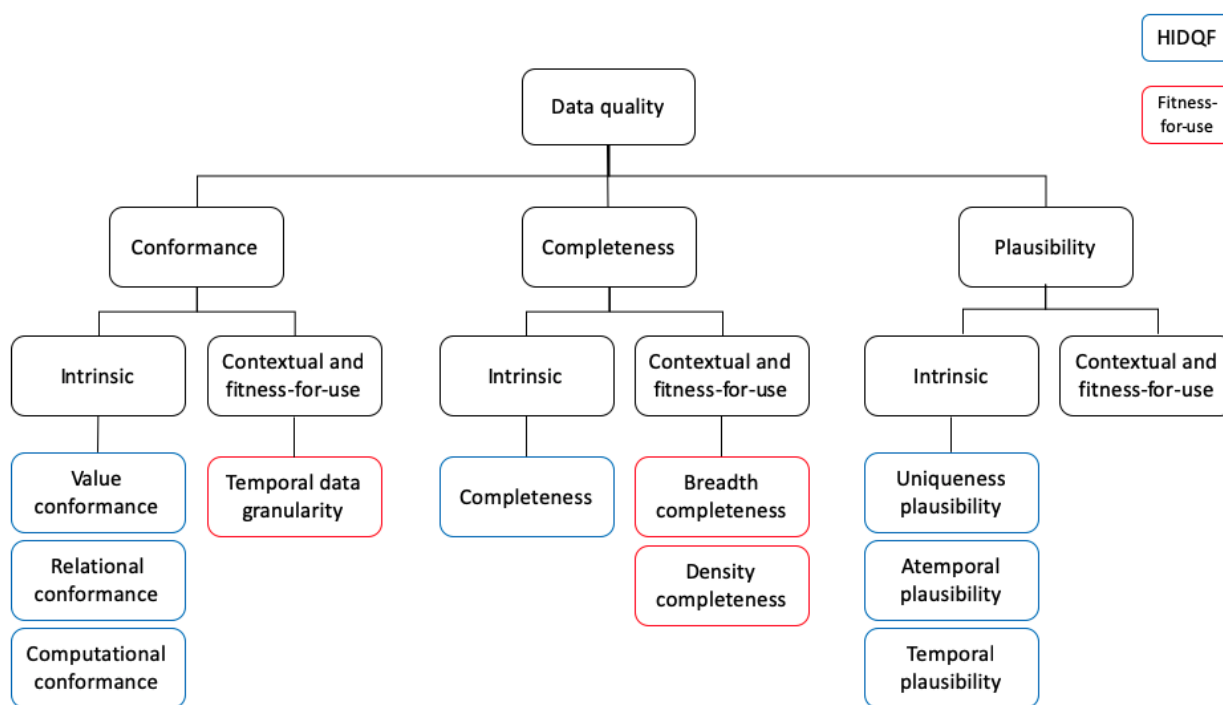 HIDQF
Fitness-
for-use
Data quality
Conformance
Completeness
Plausibility
Intrinsic
Contextual and
fitness-for-use
Intrinsic
Contextual and
fitness-for-use
Intrinsic
Contextual and
fitness-for-use
Value
conformance
Temporal data
granularity
Completeness
Breadth
completeness
Uniqueness
plausibility
Relational
conformance
Density
completeness
Atemporal
plausibility
Computational
conformance
Temporal
plausibility